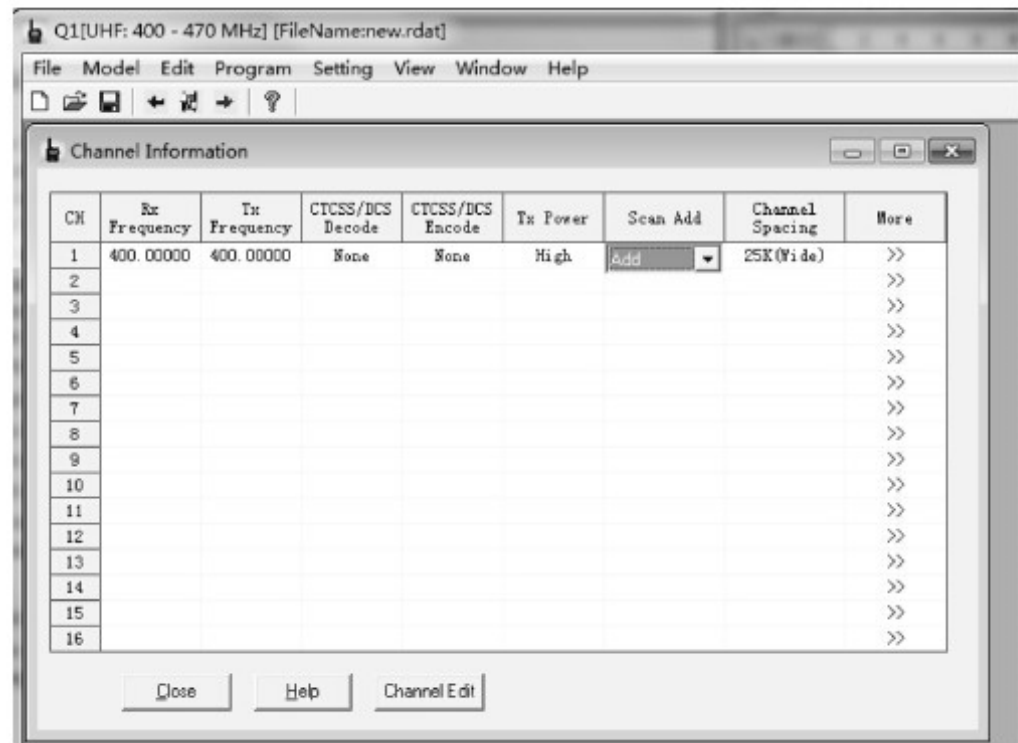 Q1[UHF: 400 - 470 MHz] [FileName:new.rdat]
File Model Edit Program Setting View Window Help
Channel Information
CH Rx Frequency Tx Frequency CTCSS/DCS Decode CTCSS/DCS Encode Tx Power Scan Add Channel Spacing More
1 400.00000 400.00000 None None High Add 25K(Wide) >>
2 >>
3 >>
4 >>
5 >>
6 >>
7 >>
8 >>
9 >>
10 >>
11 >>
12 >>
13 >>
14 >>
15 >>
16 >>
Close Help Channel Edit